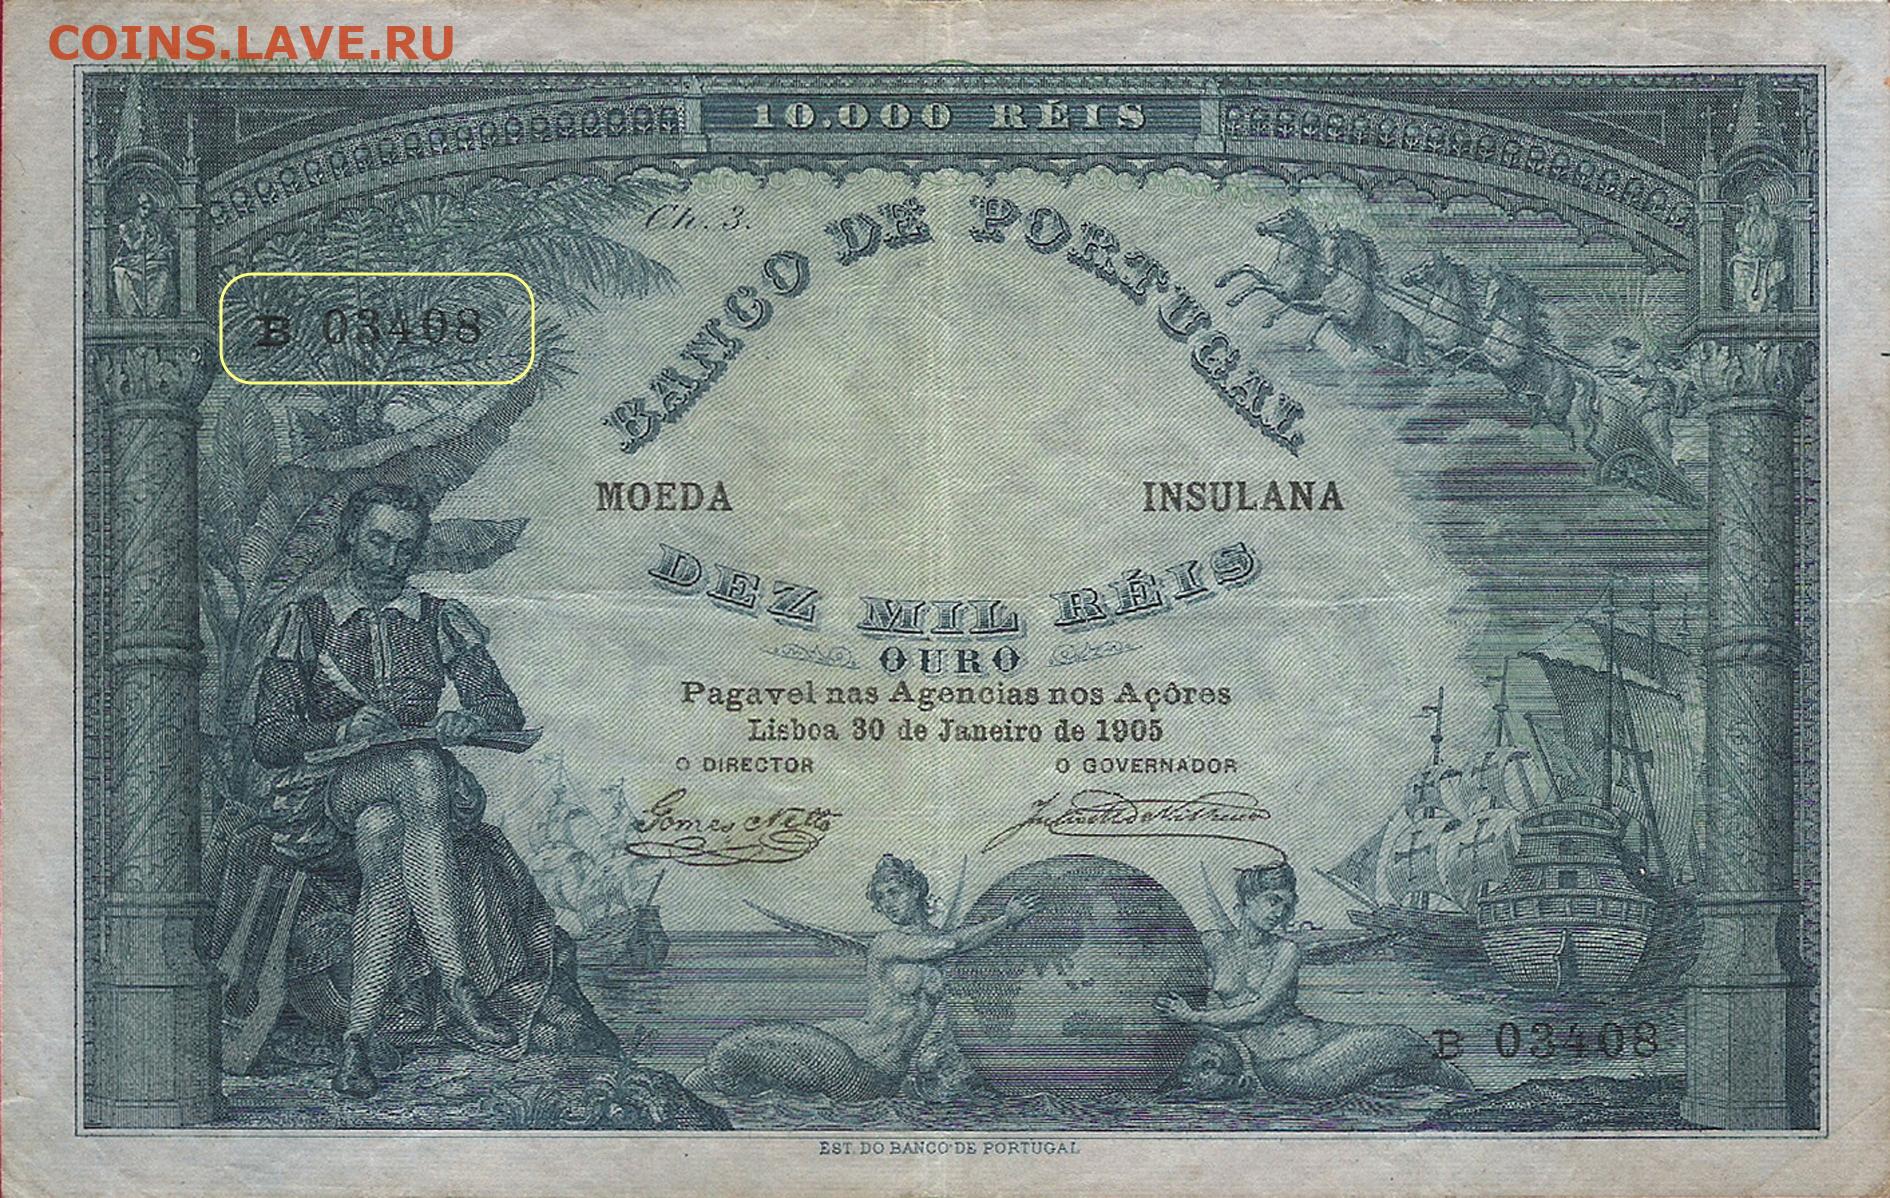 COINS.LAVE.RU
10.000 RÉIS
Ch. 3.
BANCO DE PORTUGAL
B 03408
MOEDA INSULANA
DEZ MIL RÉIS
OURO
Pagavel nas Agencias nos Açôres
Lisboa 30 de Janeiro de 1905
O DIRECTOR O GOVERNADOR
Gomes Netto
B 03408
EST. DO BANCO DE PORTUGAL